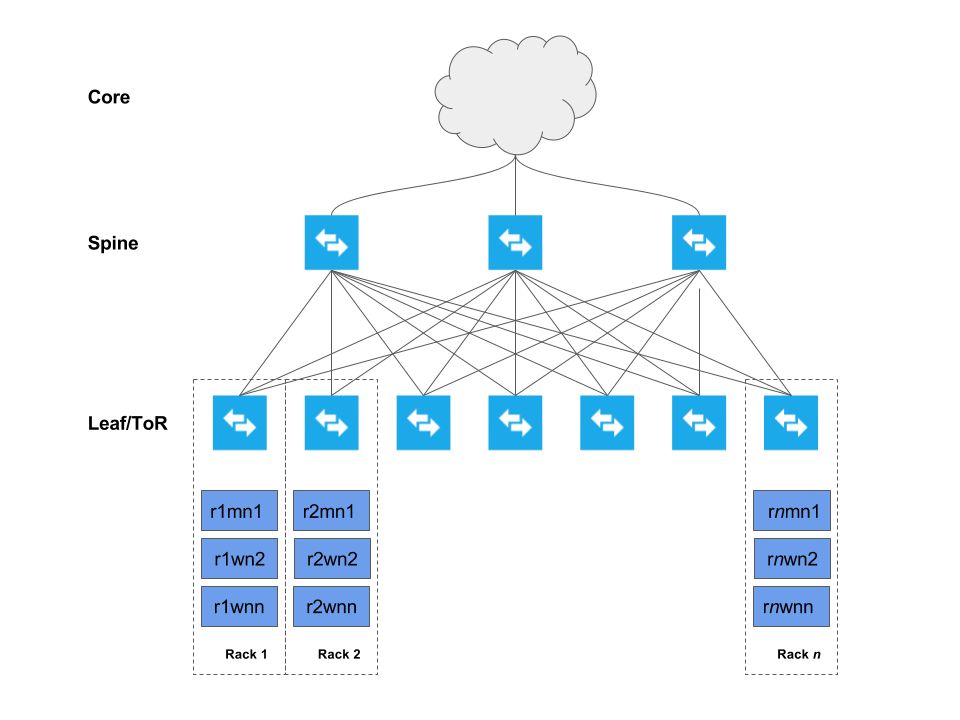 Core
Spine
Leaf/ToR
r1mn1
r2mn1
rnmn1
r1wn2
r2wn2
rnwn2
r1wnn
r2wnn
rnwnn
Rack 1
Rack 2
Rack n